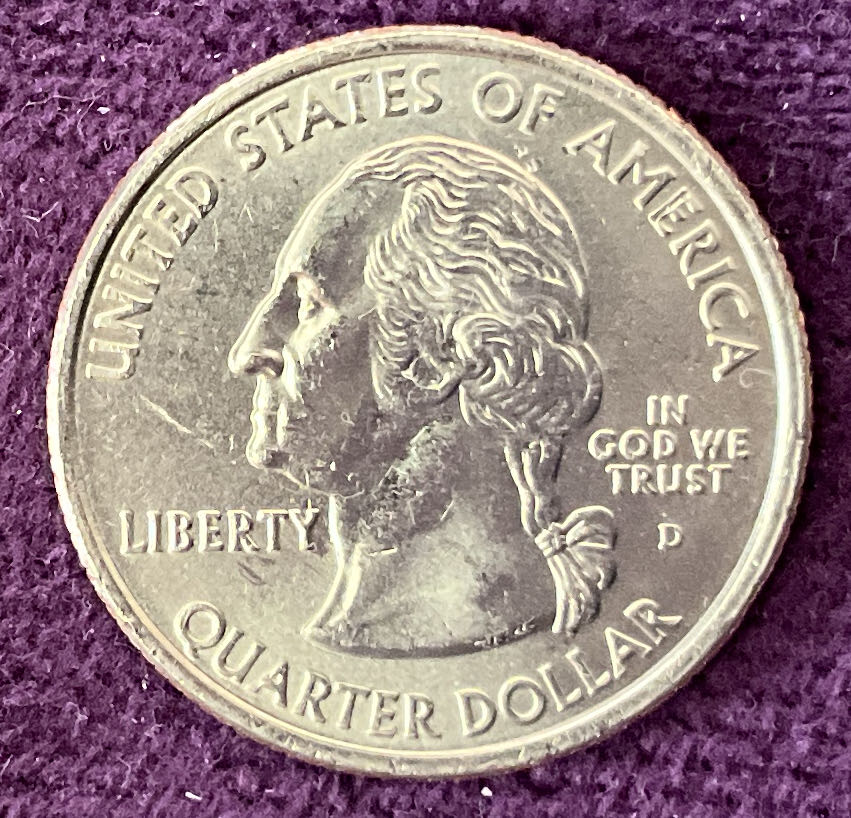 UNITED STATES OF AMERICA
IN
GOD WE
TRUST
LIBERTY
D
QUARTER DOLLAR